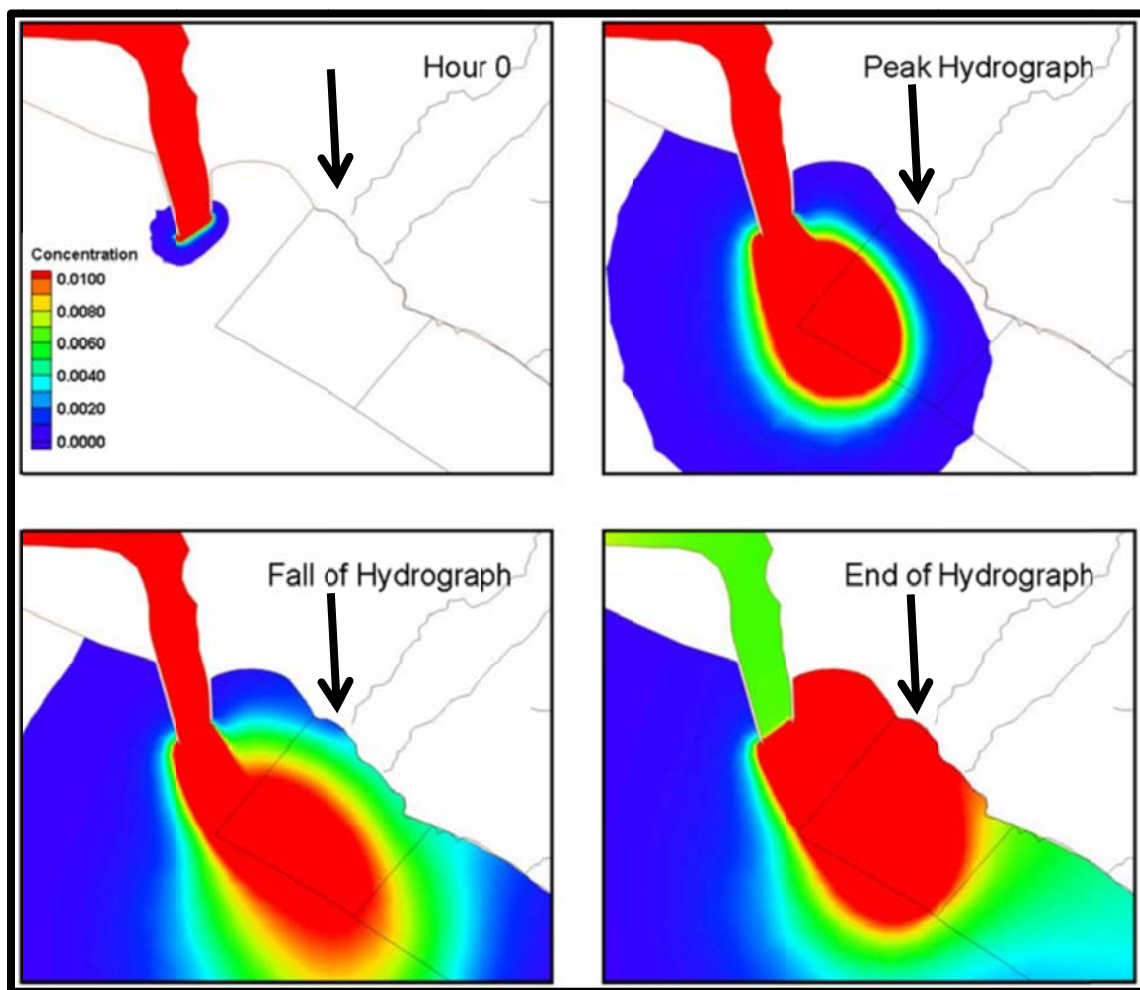 Hour 0
Peak Hydrograph
Concentration
0.0100
0.0080
0.0060
0.0040
0.0020
0.0000
Fall of Hydrograph
End of Hydrograph